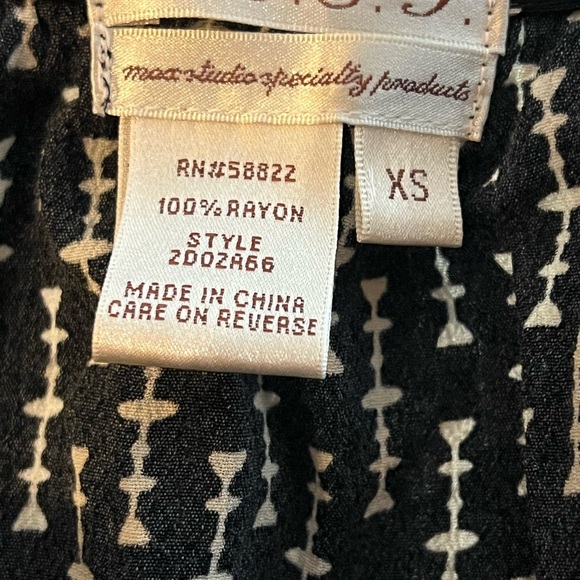 max studio specialty products
RN#58822
100% RAYON
STYLE
2D02A66
MADE IN CHINA
CARE ON REVERSE
XS